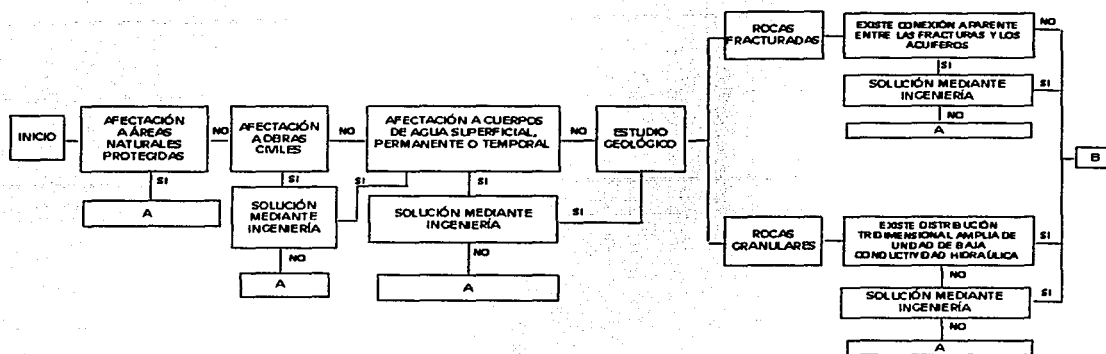 INICIO
AFECTACIÓN
A ÁREAS
NATURALES
PROTEGIDAS
SI
A
NO
AFECTACIÓN
A OBRAS
CIVILES
SI
SOLUCIÓN
MEDIANTE
INGENIERÍA
NO
A
SI
NO
AFECTACIÓN A CUERPOS
DE AGUA SUPERFICIAL,
PERMANENTE O TEMPORAL
SI
SOLUCIÓN MEDIANTE
INGENIERÍA
NO
A
SI
NO
ESTUDIO
GEOLÓGICO
ROCAS
FRACTURADAS
EXISTE CONEXIÓN APARENTE
ENTRE LAS FRACTURAS Y LOS
ACUIFEROS
NO
SI
SOLUCIÓN MEDIANTE
INGENIERÍA
SI
NO
A
B
ROCAS
GRANULARES
EXISTE DISTRIBUCIÓN
TRIDIMENSIONAL AMPLIA DE
UNIDAD DE BAJA
CONDUCTIVIDAD HIDRAÚLICA
SI
NO
SOLUCIÓN MEDIANTE
INGENIERÍA
SI
NO
A